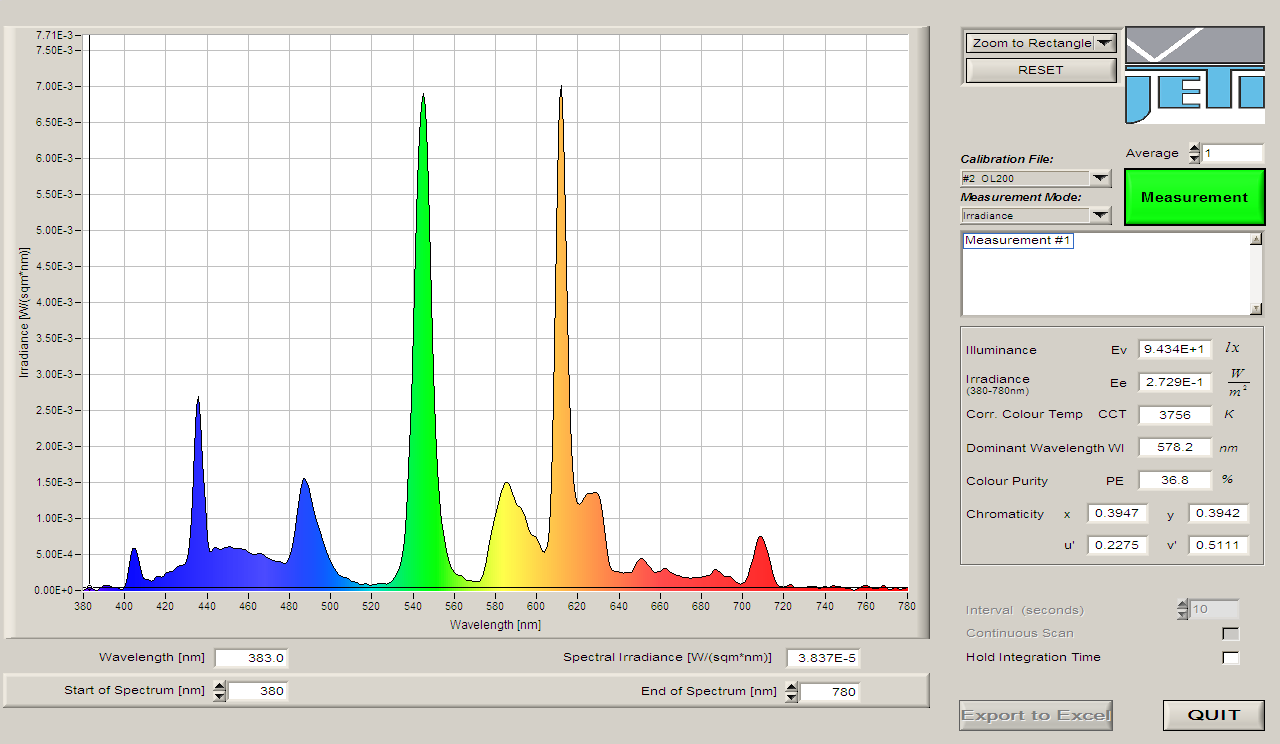 7.71E-3
7.50E-3
7.00E-3
6.50E-3
6.00E-3
5.50E-3
5.00E-3
4.50E-3
4.00E-3
3.50E-3
3.00E-3
2.50E-3
2.00E-3
1.50E-3
1.00E-3
5.00E-4
0.00E+0
Irradiance [W/(sqm*nm)]
380 400 420 440 460 480 500 520 540 560 580 600 620 640 660 680 700 720 740 760 780
Wavelength [nm]
Wavelength [nm] 383.0
Spectral Irradiance [W/(sqm*nm)] 3.837E-5
Start of Spectrum [nm] 380
End of Spectrum [nm] 780
Zoom to Rectangle
RESET
JETI
Calibration File:
#2 OL200
Measurement Mode:
Irradiance
Average 1
Measurement
Measurement #1
Illuminance Ev 9.434E+1 lx
Irradiance Ee 2.729E-1 W/m²
(380-780nm)
Corr. Colour Temp CCT 3756 K
Dominant Wavelength Wl 578.2 nm
Colour Purity PE 36.8 %
Chromaticity x 0.3947 y 0.3942
u' 0.2275 v' 0.5111
Interval (seconds) 10
Continuous Scan
Hold Integration Time
Export to Excel
QUIT